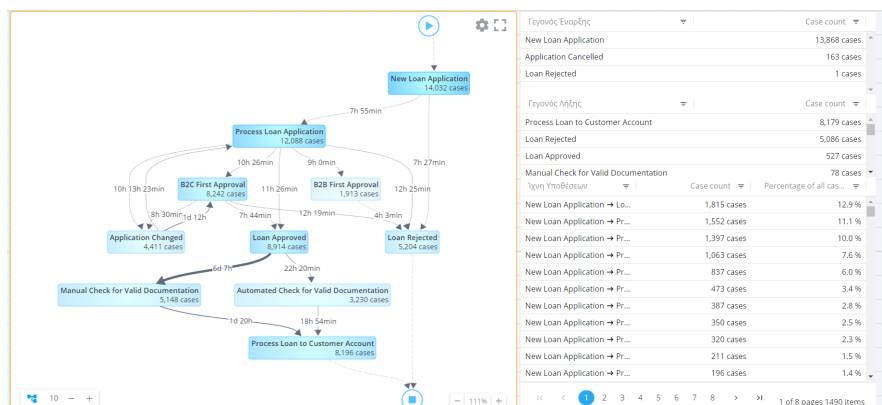 New Loan Application
14,032 cases
7h 55min
Process Loan Application
12,088 cases
10h 26min
9h 0min
7h 27min
10h 13h 23min
B2C First Approval
8,242 cases
11h 26min
B2B First Approval
1,913 cases
12h 25min
8h 30min
1d 12h
7h 44min
12h 19min
4h 3min
Application Changed
4,411 cases
Loan Approved
8,914 cases
Loan Rejected
5,204 cases
6d 7h
22h 20min
Manual Check for Valid Documentation
5,148 cases
Automated Check for Valid Documentation
3,230 cases
1d 20h
18h 54min
Process Loan to Customer Account
8,196 cases
10 − +
− 111% +
Γεγονός Έναρξης Case count
New Loan Application 13,868 cases
Application Cancelled 163 cases
Loan Rejected 1 cases
Γεγονός Λήξης Case count
Process Loan to Customer Account 8,179 cases
Loan Rejected 5,086 cases
Loan Approved 527 cases
Manual Check for Valid Documentation 78 cases
Ίχνη Υποθέσεων Case count Percentage of all cas...
New Loan Application ➔ Lo... 1,815 cases 12.9 %
New Loan Application ➔ Pr... 1,552 cases 11.1 %
New Loan Application ➔ Pr... 1,397 cases 10.0 %
New Loan Application ➔ Pr... 1,063 cases 7.6 %
New Loan Application ➔ Pr... 837 cases 6.0 %
New Loan Application ➔ Pr... 473 cases 3.4 %
New Loan Application ➔ Pr... 387 cases 2.8 %
New Loan Application ➔ Pr... 350 cases 2.5 %
New Loan Application ➔ Pr... 320 cases 2.3 %
New Loan Application ➔ Pr... 211 cases 1.5 %
New Loan Application ➔ Pr... 196 cases 1.4 %
1 2 3 4 5 6 7 8 1 of 8 pages 1490 items